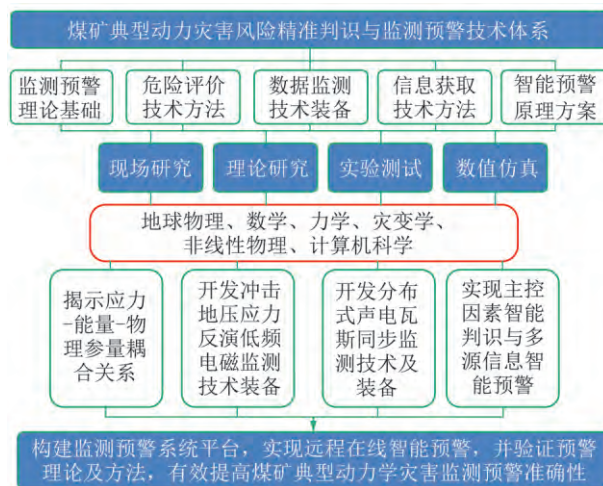 煤矿典型动力灾害风险精准判识与监测预警技术体系
监测预警
理论基础
危险评价
技术方法
数据监测
技术装备
信息获取
技术方法
智能预警
原理方案
现场研究
理论研究
实验测试
数值仿真
地球物理、数学、力学、灾变学、
非线性物理、计算机科学
揭示应力
-能量-物
理参量耦
合关系
开发冲击
地压应力
反演低频
电磁监测
技术装备
开发分布
式声电瓦
斯同步监
测技术及
装备
实现主控
因素智能
判识与多
源信息智
能预警
构建监测预警系统平台，实现远程在线智能预警，并验证预警
理论及方法，有效提高煤矿典型动力学灾害监测预警准确性